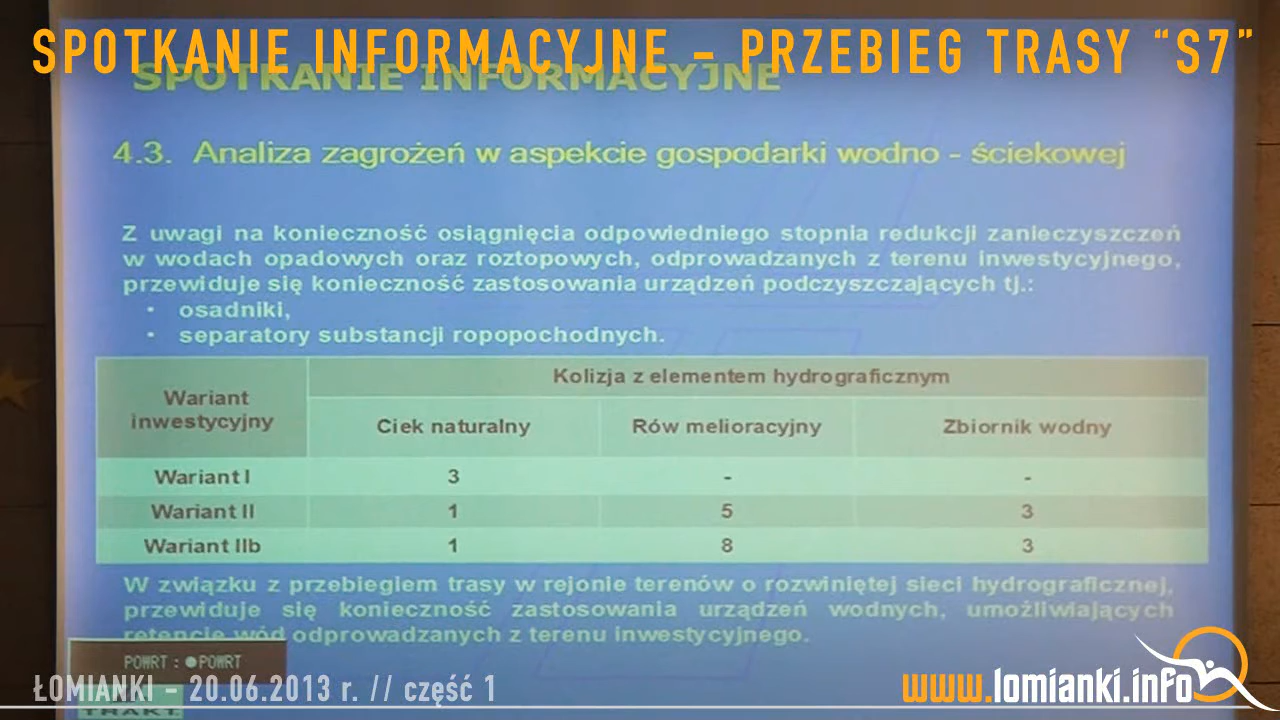 SPOTKANIE INFORMACYJNE - PRZEBIEG TRASY “S7”
SPOTKANIE INFORMACYJNE
4.3. Analiza zagrożeń w aspekcie gospodarki wodno - ściekowej
Z uwagi na konieczność osiągnięcia odpowiedniego stopnia redukcji zanieczyszczeń
w wodach opadowych oraz roztopowych, odprowadzanych z terenu inwestycyjnego,
przewiduje się konieczność zastosowania urządzeń podczyszczających tj.:
• osadniki,
• separatory substancji ropopochodnych.
Wariant inwestycyjny Kolizja z elementem hydrograficznym
Ciek naturalny Rów melioracyjny Zbiornik wodny
Wariant I 3 - -
Wariant II 1 5 3
Wariant IIb 1 8 3
W związku z przebiegiem trasy w rejonie terenów o rozwiniętej sieci hydrograficznej,
przewiduje się konieczność zastosowania urządzeń wodnych, umożliwiających
retencję wód odprowadzanych z terenu inwestycyjnego.
POWRT : ●POWRT
ŁOMIANKI - 20.06.2013 r. // część 1
www.lomianki.info
TRAKT